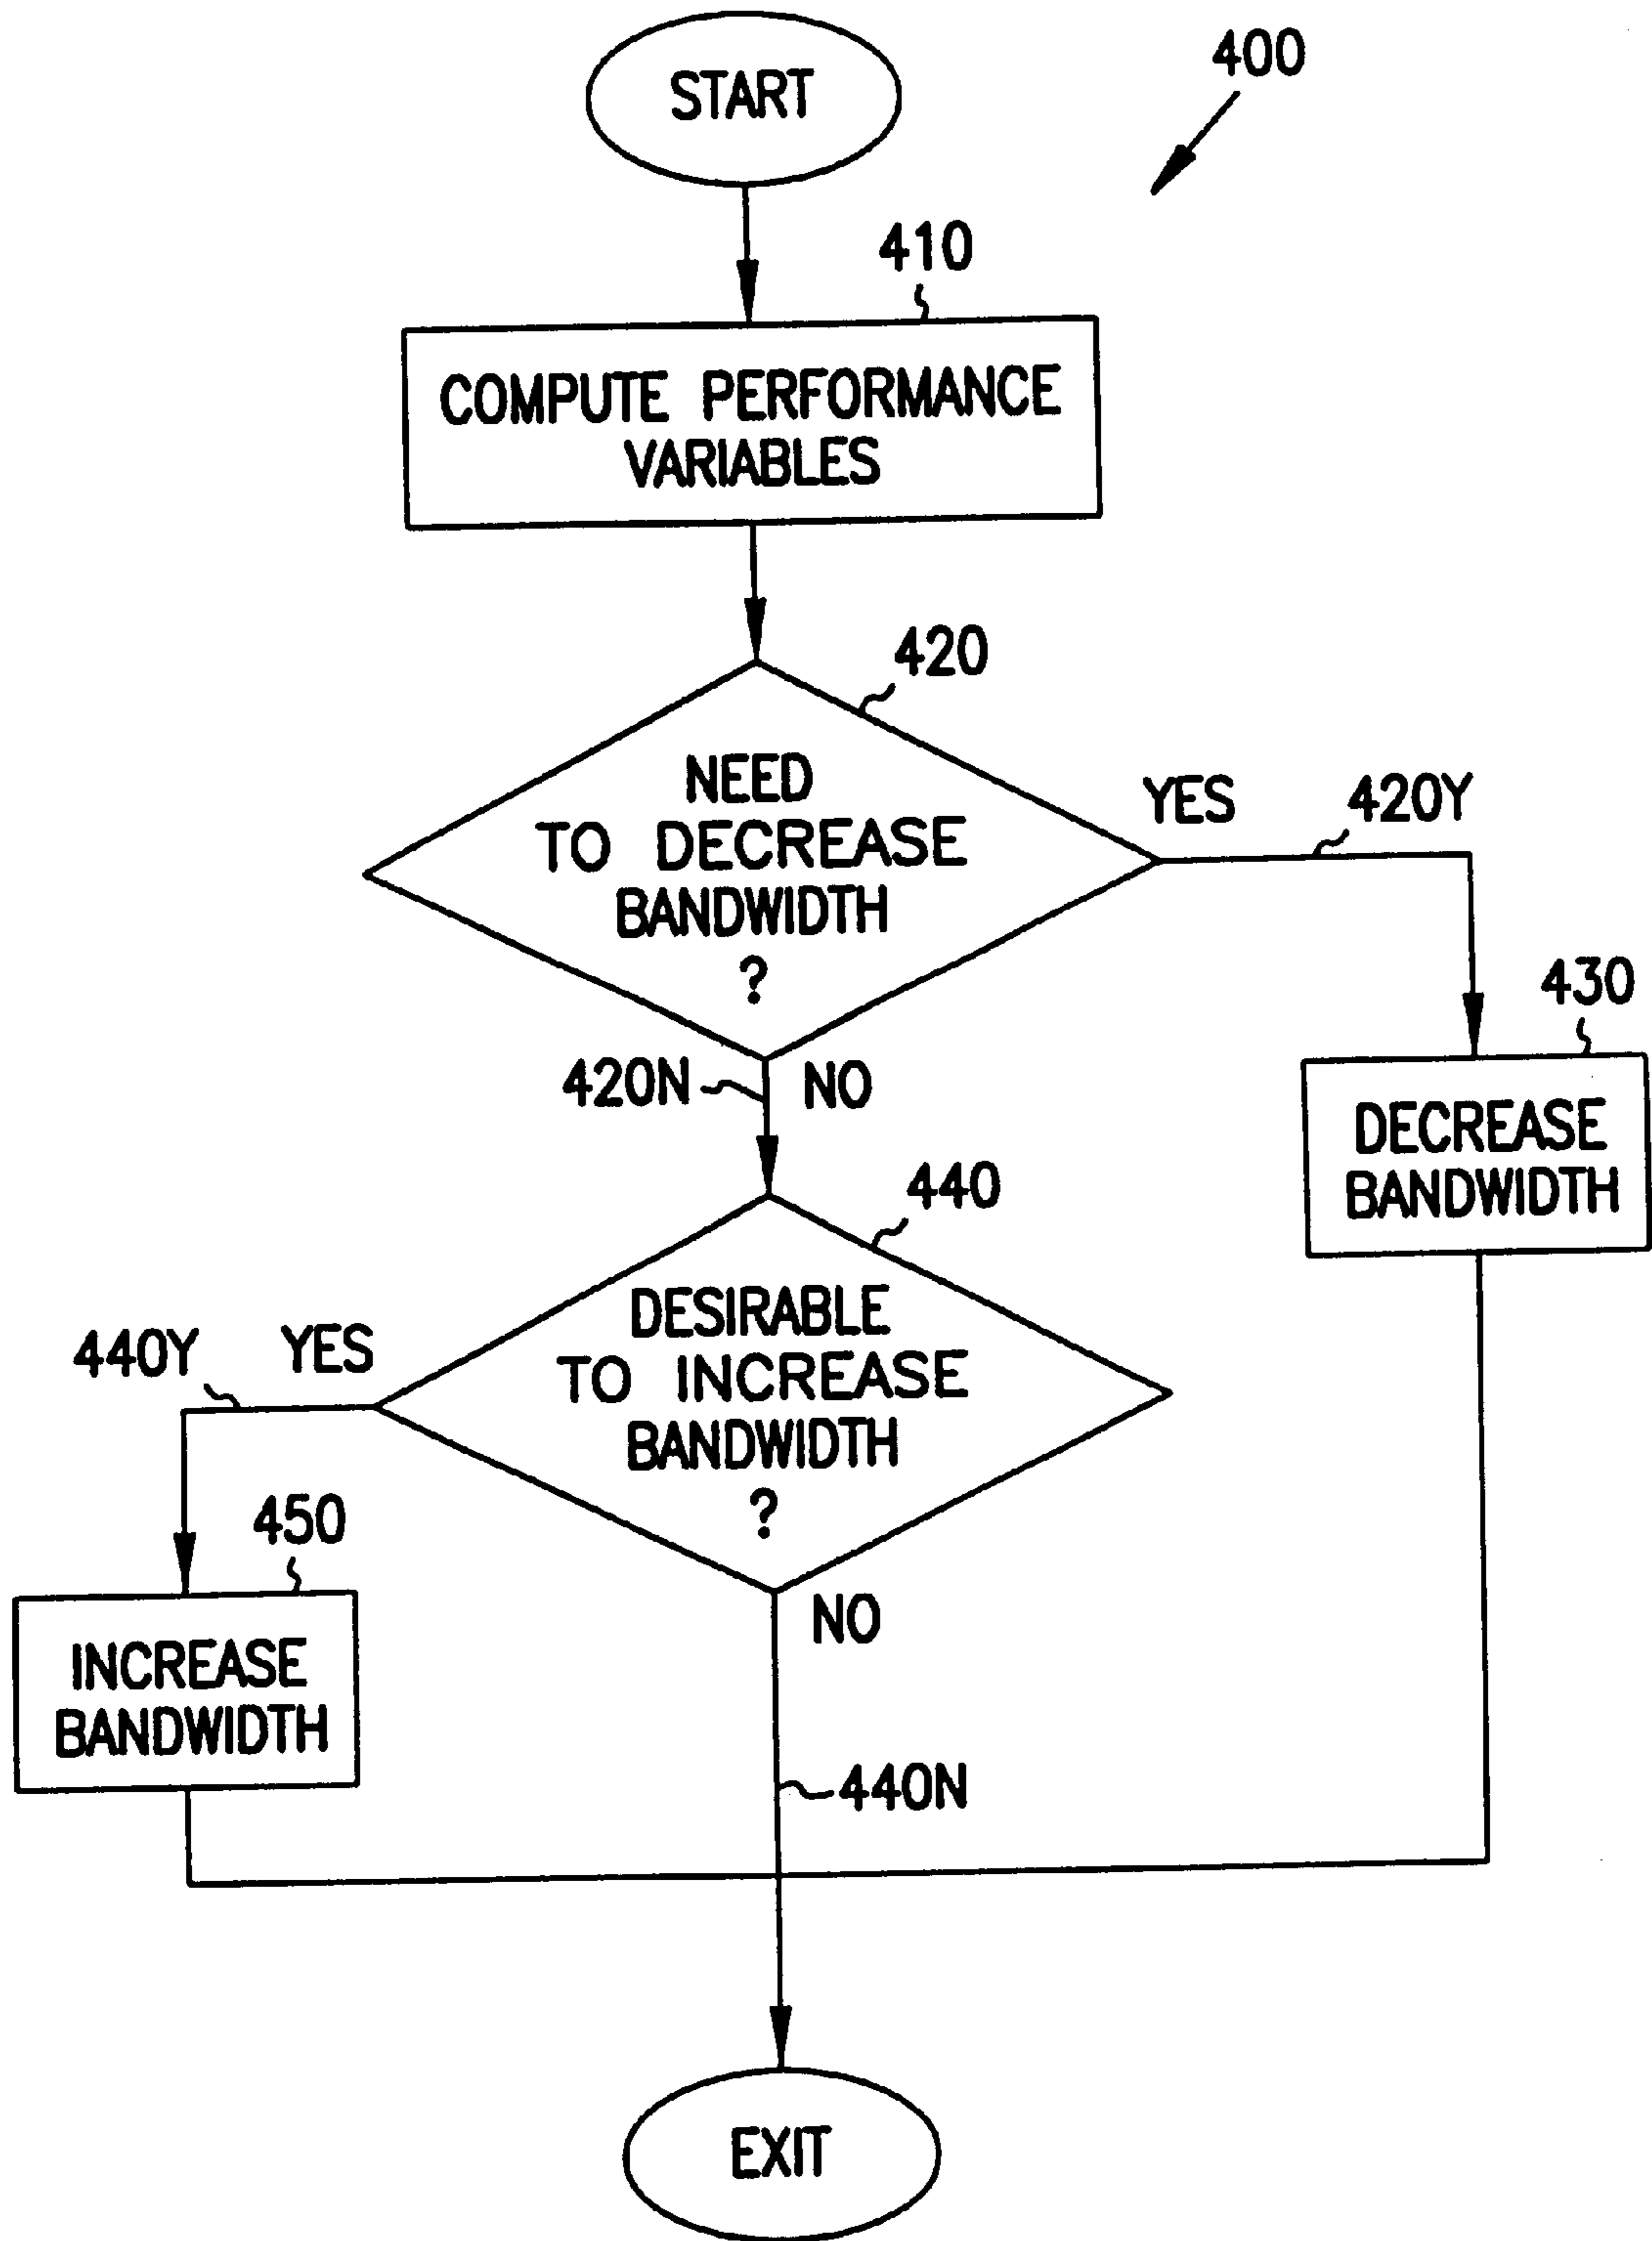 START
400
410
COMPUTE PERFORMANCE
VARIABLES
420
NEED
TO DECREASE
BANDWIDTH
?
YES
420Y
430
DECREASE
BANDWIDTH
420N
NO
440
DESIRABLE
TO INCREASE
BANDWIDTH
?
440Y
YES
450
INCREASE
BANDWIDTH
NO
440N
EXIT